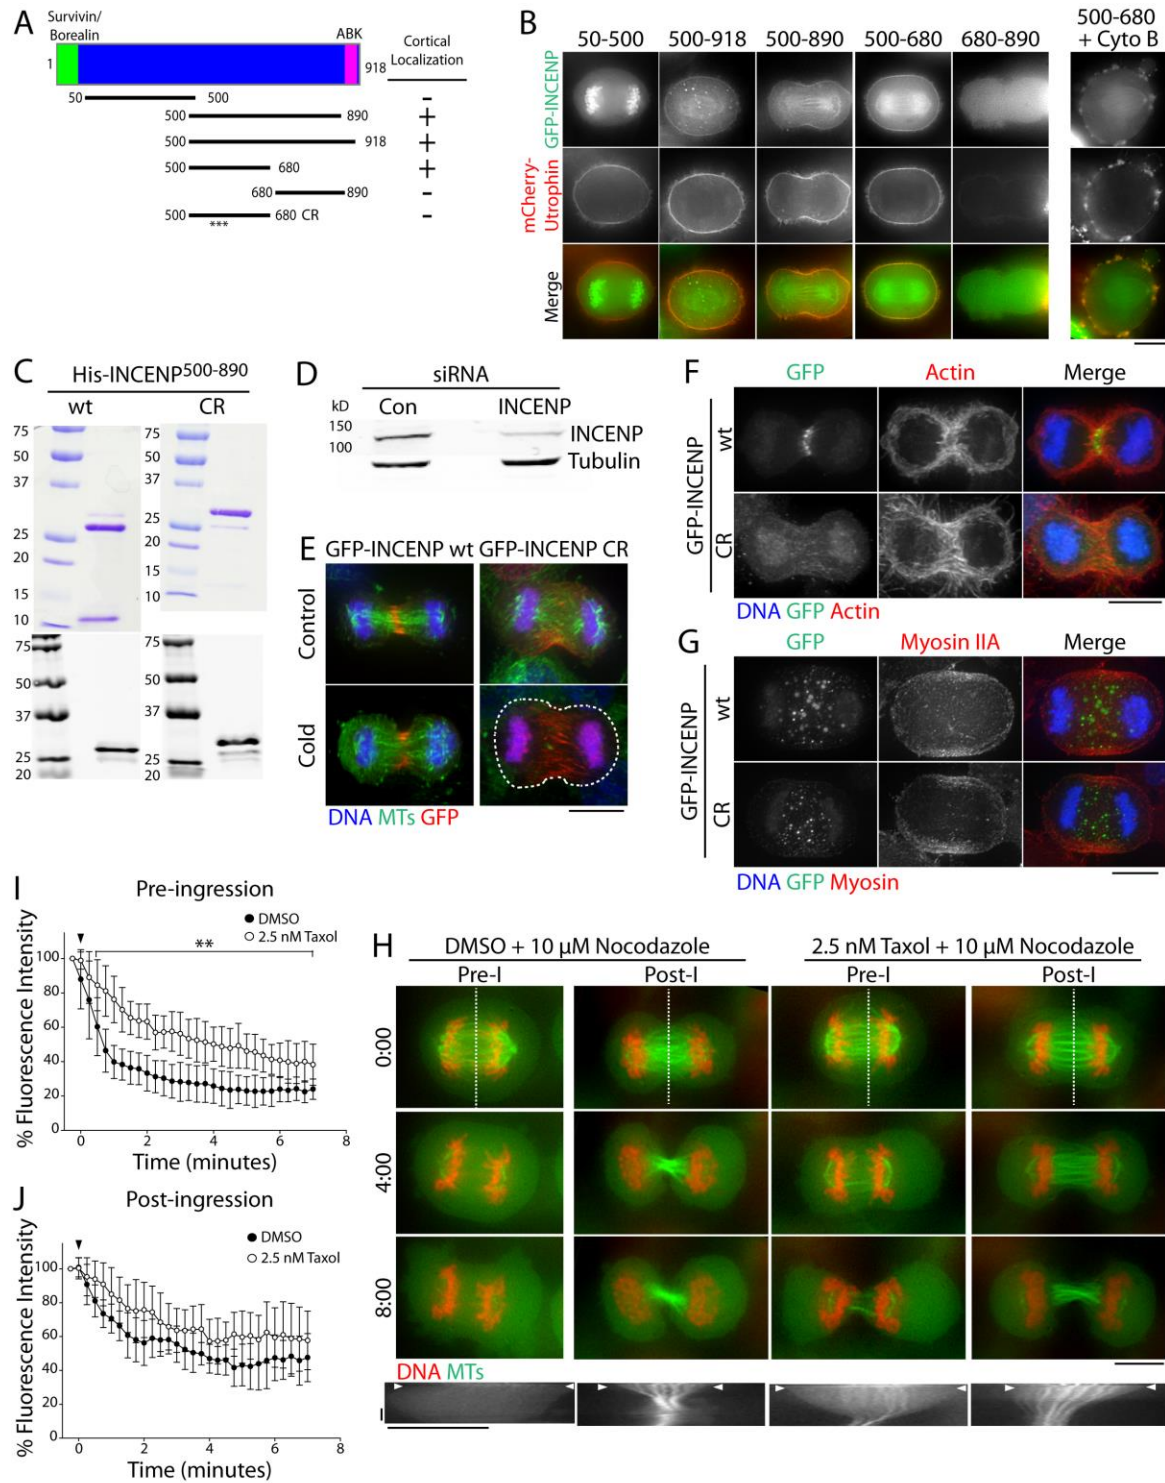 A
Survivin/
Borealin
ABK
Cortical
Localization
1
918
50
500
-
500
890
+
500
918
+
500
680
+
680
890
-
500
680 CR
-
***
B
50-500
500-918
500-890
500-680
680-890
500-680
+ Cyto B
GFP-INCENP
mCherry-
Utrophin
Merge
C
His-INCENP500-890
wt
CR
75
50
37
25
20
15
10
75
50
37
25
20
15
10
75
50
37
25
20
75
50
37
25
20
D
siRNA
kD
Con
INCENP
150
100
INCENP
Tubulin
E
GFP-INCENP wt GFP-INCENP CR
Control
Cold
DNA MTs GFP
F
GFP
Actin
Merge
GFP-INCENP
wt
CR
DNA GFP Actin
G
GFP
Myosin IIA
Merge
GFP-INCENP
wt
CR
DNA GFP Myosin
I
Pre-ingression
DMSO
2.5 nM Taxol
**
% Fluorescence Intensity
100
80
60
40
20
0
0
2
4
6
8
Time (minutes)
J
Post-ingression
DMSO
2.5 nM Taxol
% Fluorescence Intensity
100
80
60
40
20
0
0
2
4
6
8
Time (minutes)
H
DMSO + 10 μM Nocodazole
2.5 nM Taxol + 10 μM Nocodazole
Pre-I
Post-I
Pre-I
Post-I
0:00
4:00
8:00
DNA MTs